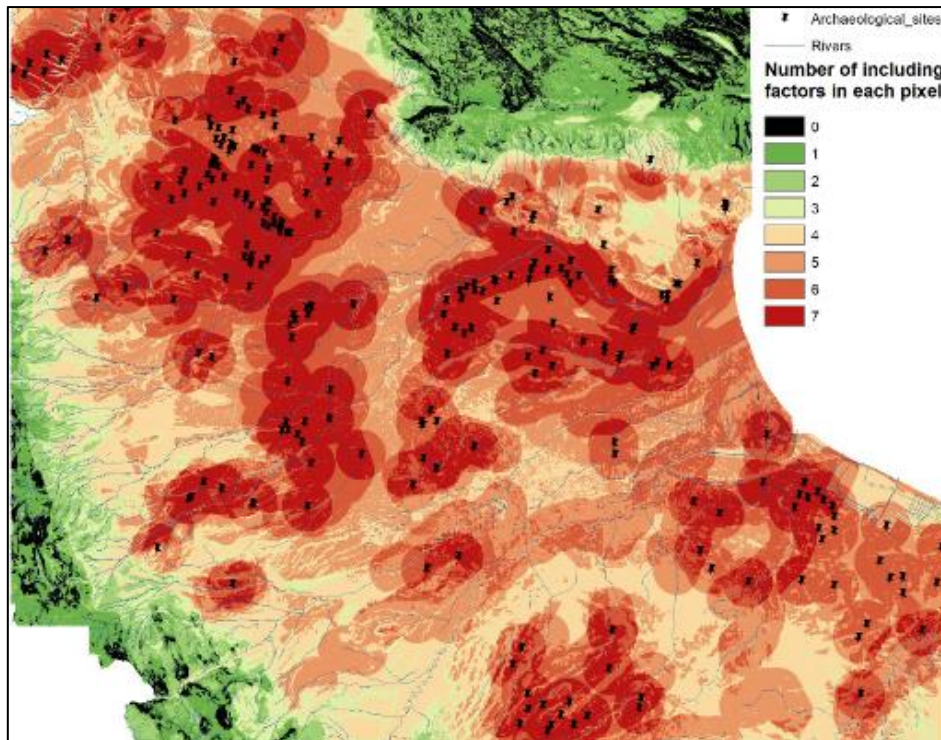 Archaeological_sites
Rivers
Number of including
factors in each pixel
0
1
2
3
4
5
6
7